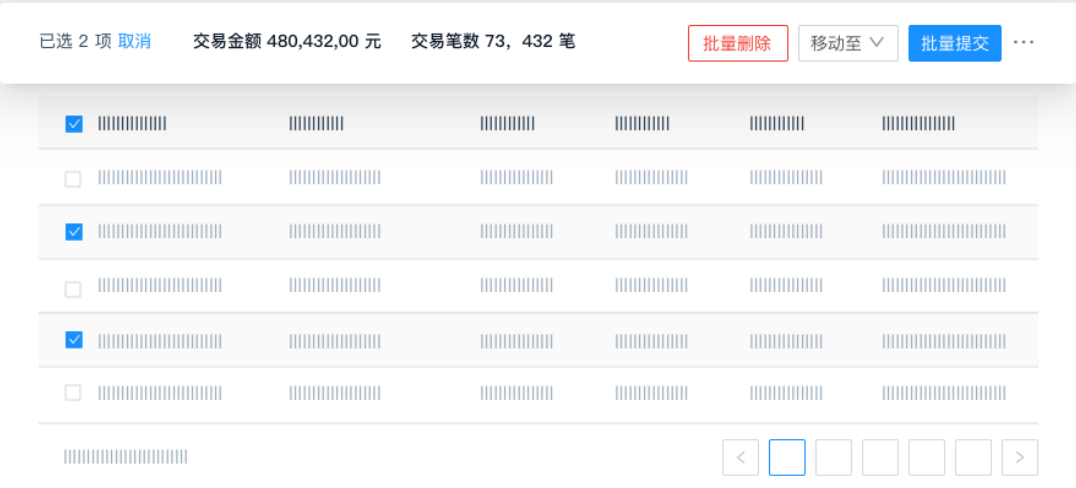 已选 2 项 取消 交易金额 480,432,00 元 交易笔数 73，432 笔 批量删除 移动至 批量提交 ···